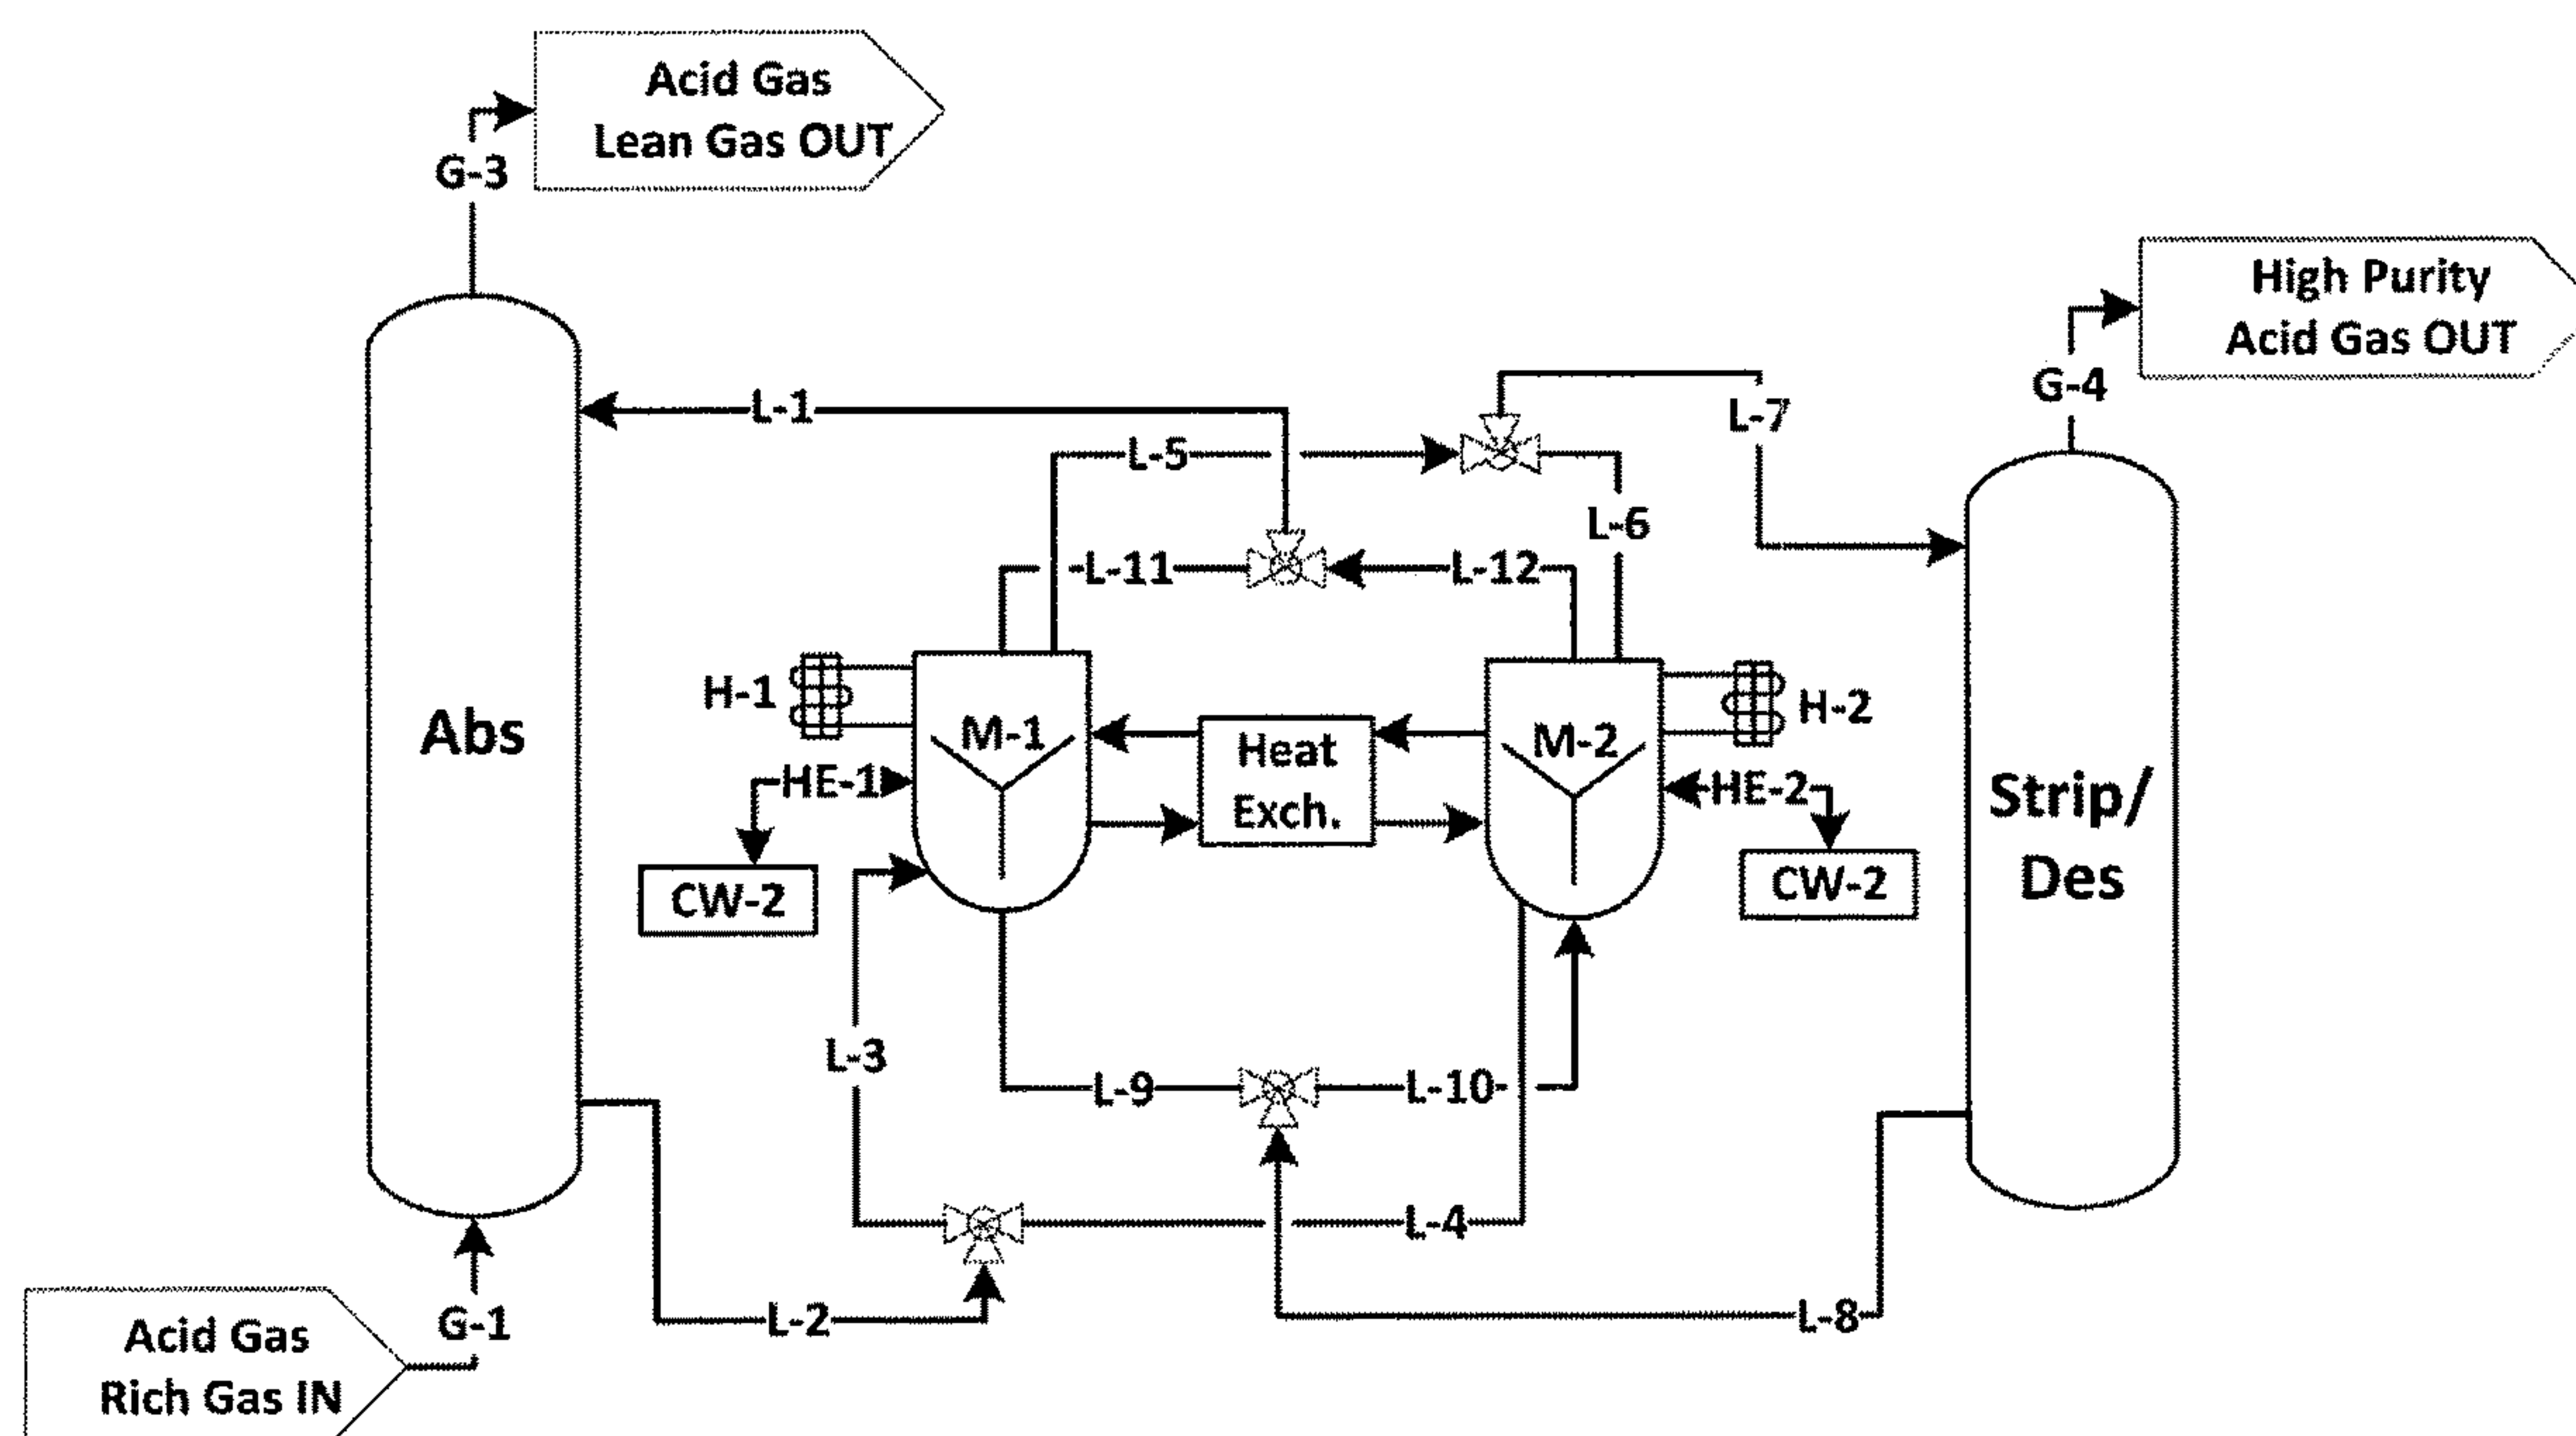 Acid Gas
Lean Gas OUT
G-3
High Purity
Acid Gas OUT
G-4
L-1
L-7
L-5
L-6
L-11
L-12
H-1
M-1
Heat
Exch.
M-2
H-2
Abs
HE-1
HE-2
Strip/
Des
CW-2
CW-2
L-3
L-9
L-10
L-4
L-2
L-8
G-1
Acid Gas
Rich Gas IN